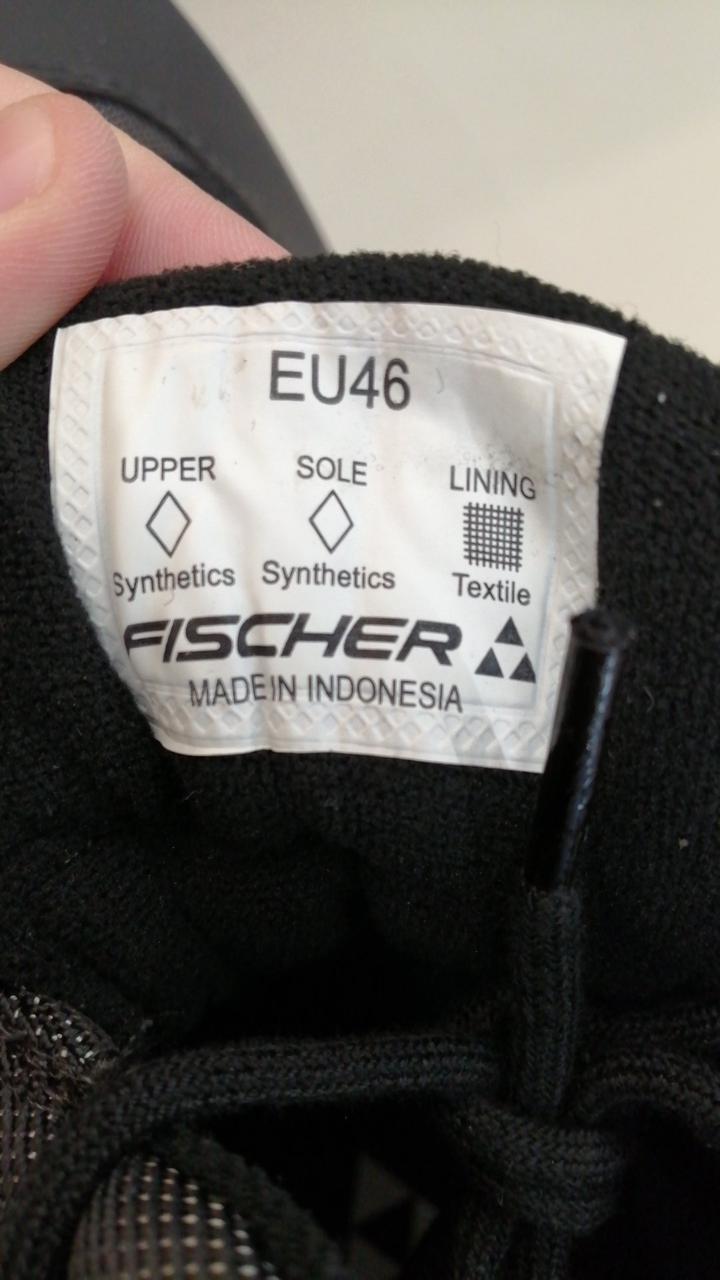 EU46
UPPER SOLE LINING
Synthetics Synthetics Textile
FISCHER
MADE IN INDONESIA